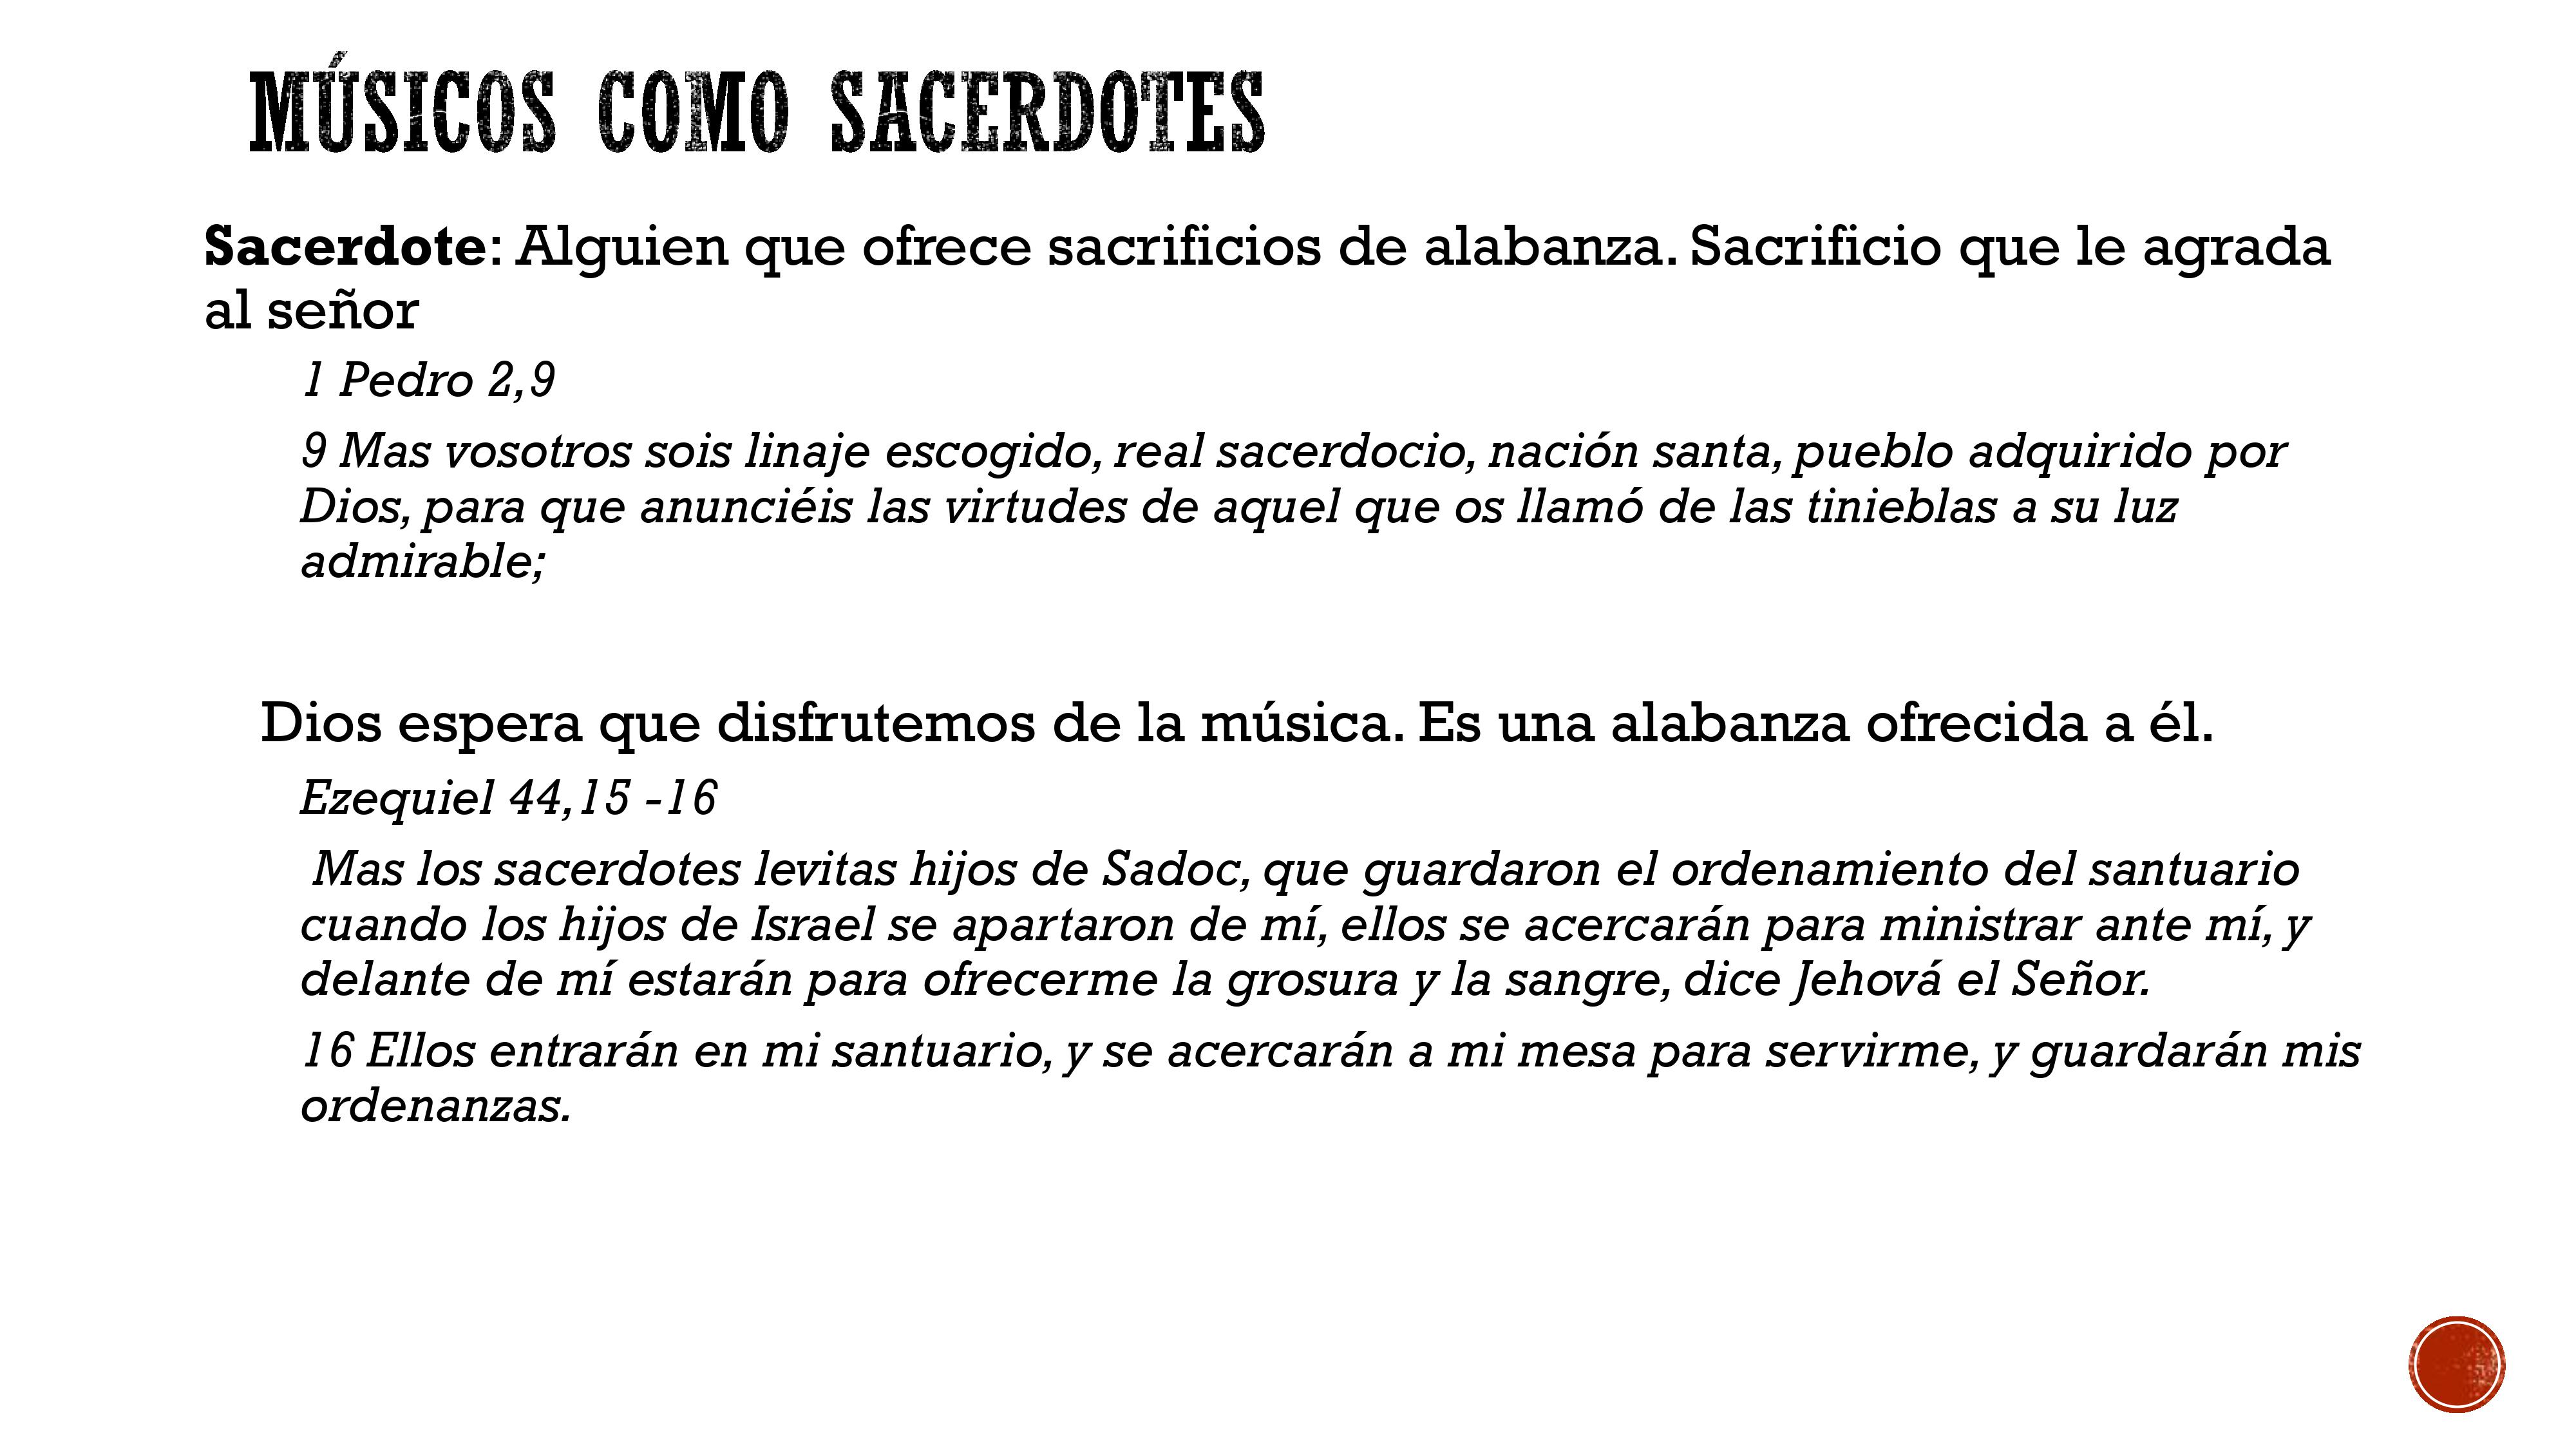 MÚSICOS COMO SACERDOTES
Sacerdote: Alguien que ofrece sacrificios de alabanza. Sacrificio que le agrada
al señor
1 Pedro 2,9
9 Mas vosotros sois linaje escogido, real sacerdocio, nación santa, pueblo adquirido por
Dios, para que anunciéis las virtudes de aquel que os llamó de las tinieblas a su luz
admirable;
Dios espera que disfrutemos de la música. Es una alabanza ofrecida a él.
Ezequiel 44,15 -16
Mas los sacerdotes levitas hijos de Sadoc, que guardaron el ordenamiento del santuario
cuando los hijos de Israel se apartaron de mí, ellos se acercarán para ministrar ante mí, y
delante de mí estarán para ofrecerme la grosura y la sangre, dice Jehová el Señor.
16 Ellos entrarán en mi santuario, y se acercarán a mi mesa para servirme, y guardarán mis
ordenanzas.